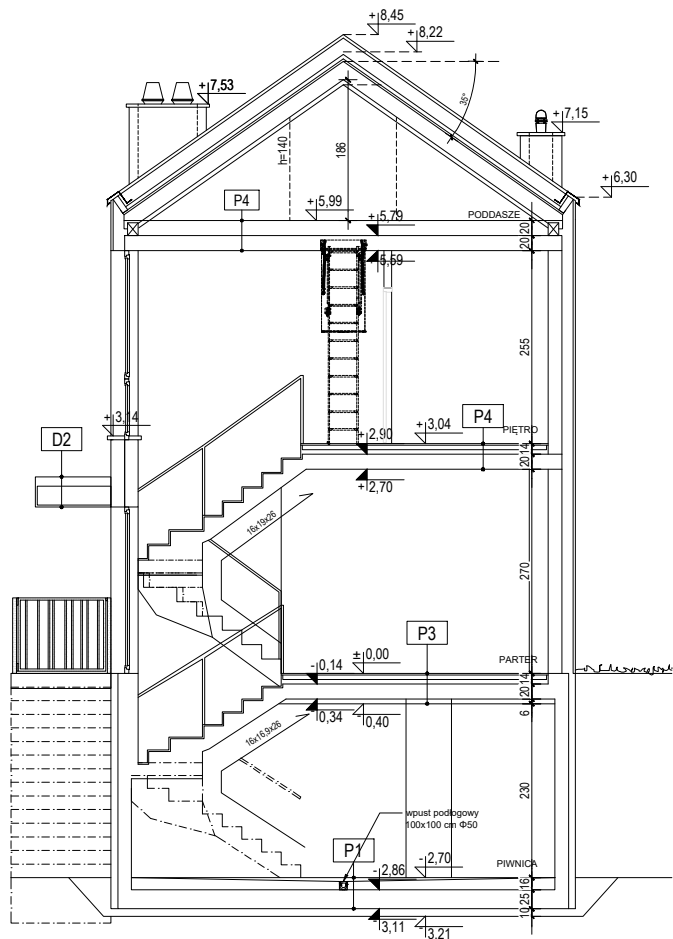 +8,45
+8,22
+7,53
35°
+7,15
186
h=140
+6,30
P4
+5,99
PODDASZE
+5,79
20
20
+5,59
255
+3,14
P4
+3,04
PIĘTRO
D2
+2,90
14
20
+2,70
16x19x26
270
P3
±0,00
PARTER
-0,14
14
20
-0,34
-0,40
6
16x16,9x26
230
wpust podłogowy
100x100 cm Φ50
P1
-2,70
PIWNICA
-2,86
16
25
10
-3,11
-3,21